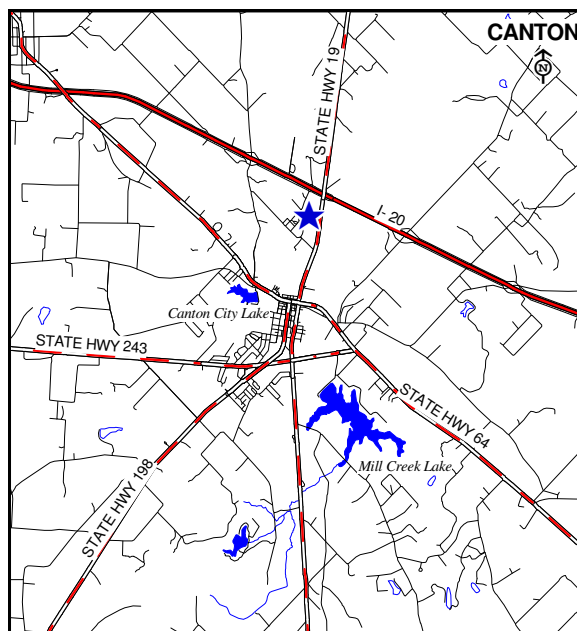 CANTON
N
STATE HWY 19
I- 20
Canton City Lake
STATE HWY 243
STATE HWY 64
Mill Creek Lake
STATE HWY 198